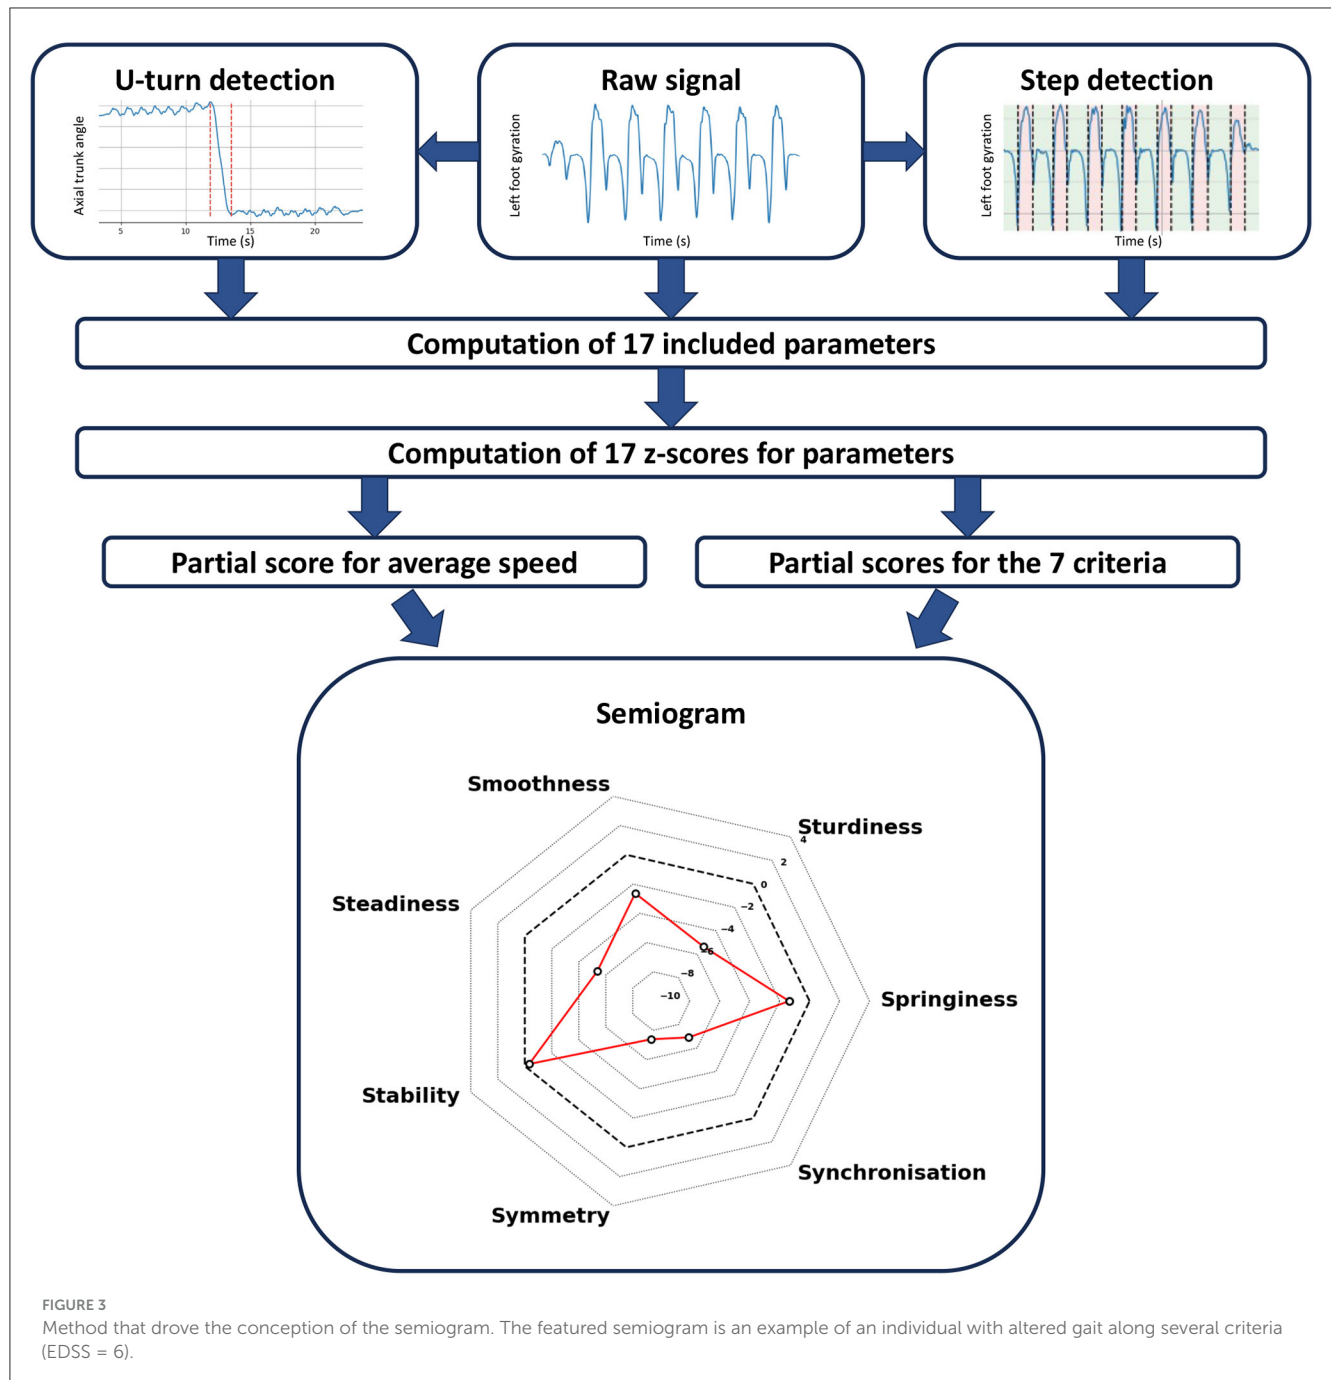 U-turn detection
Axial trunk angle
5 10 15 20
Time (s)
Raw signal
Left foot gyration
Time (s)
Step detection
Left foot gyration
Time (s)
Computation of 17 included parameters
Computation of 17 z-scores for parameters
Partial score for average speed
Partial scores for the 7 criteria
Semiogram
Smoothness
Sturdiness
4
2
0
Steadiness
−2
−4
−6
−8
−10
Springiness
Stability
Synchronisation
Symmetry
FIGURE 3
Method that drove the conception of the semiogram. The featured semiogram is an example of an individual with altered gait along several criteria
(EDSS = 6).